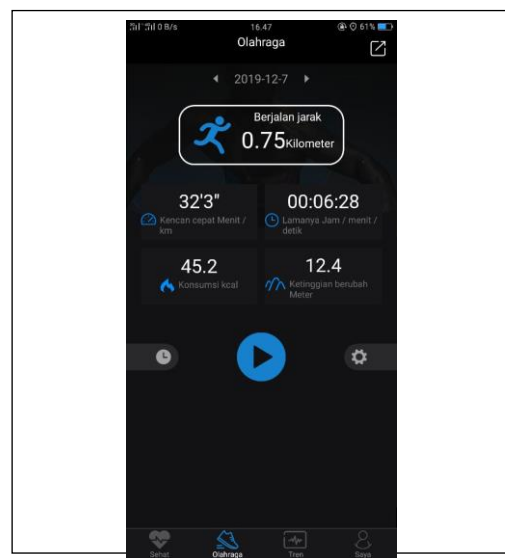 0 B/s 16.47 61%
Olahraga
2019-12-7
Berjalan jarak
0.75Kilometer
32'3"
Kencan cepat Menit /
km
00:06:28
Lamanya Jam / menit /
detik
45.2
Konsumsi kcal
12.4
Ketinggian berubah
Meter
Sehat Olahraga Tren Saya